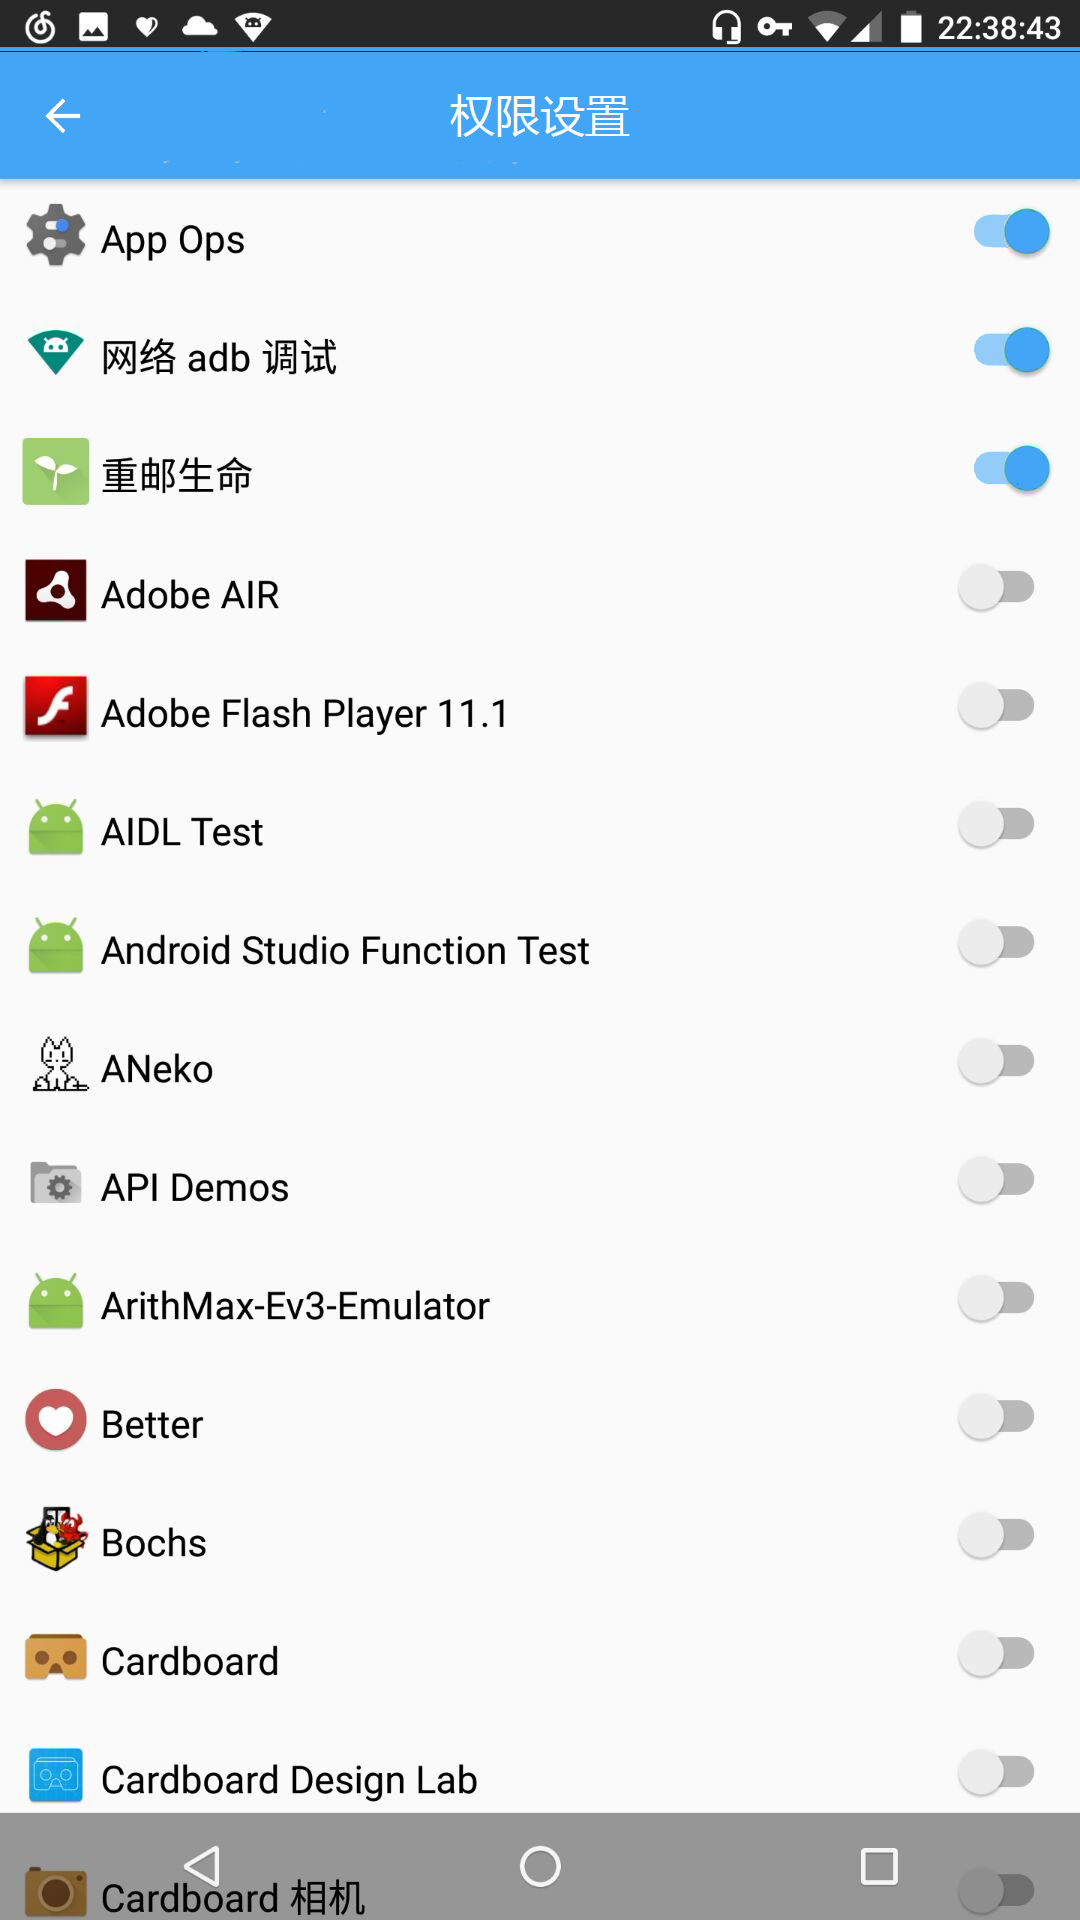 22:38:43
权限设置
App Ops
网络 adb 调试
重邮生命
Adobe AIR
Adobe Flash Player 11.1
AIDL Test
Android Studio Function Test
ANeko
API Demos
ArithMax-Ev3-Emulator
Better
Bochs
Cardboard
Cardboard Design Lab
Cardboard 相机